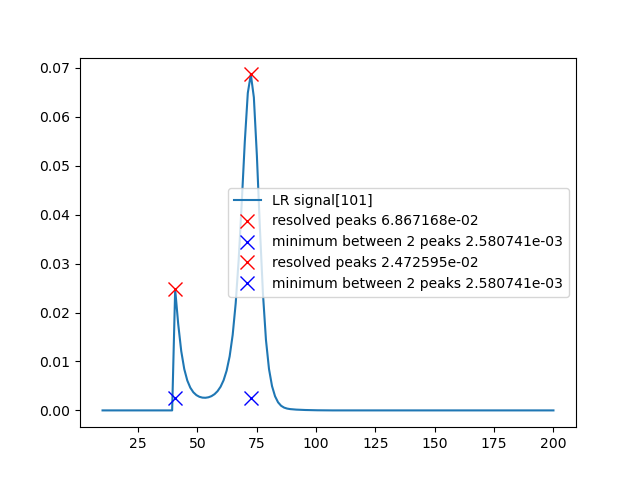 0.07
0.06
0.05
0.04
0.03
0.02
0.01
0.00
LR signal[101]
resolved peaks 6.867168e-02
minimum between 2 peaks 2.580741e-03
resolved peaks 2.472595e-02
minimum between 2 peaks 2.580741e-03
25 50 75 100 125 150 175 200